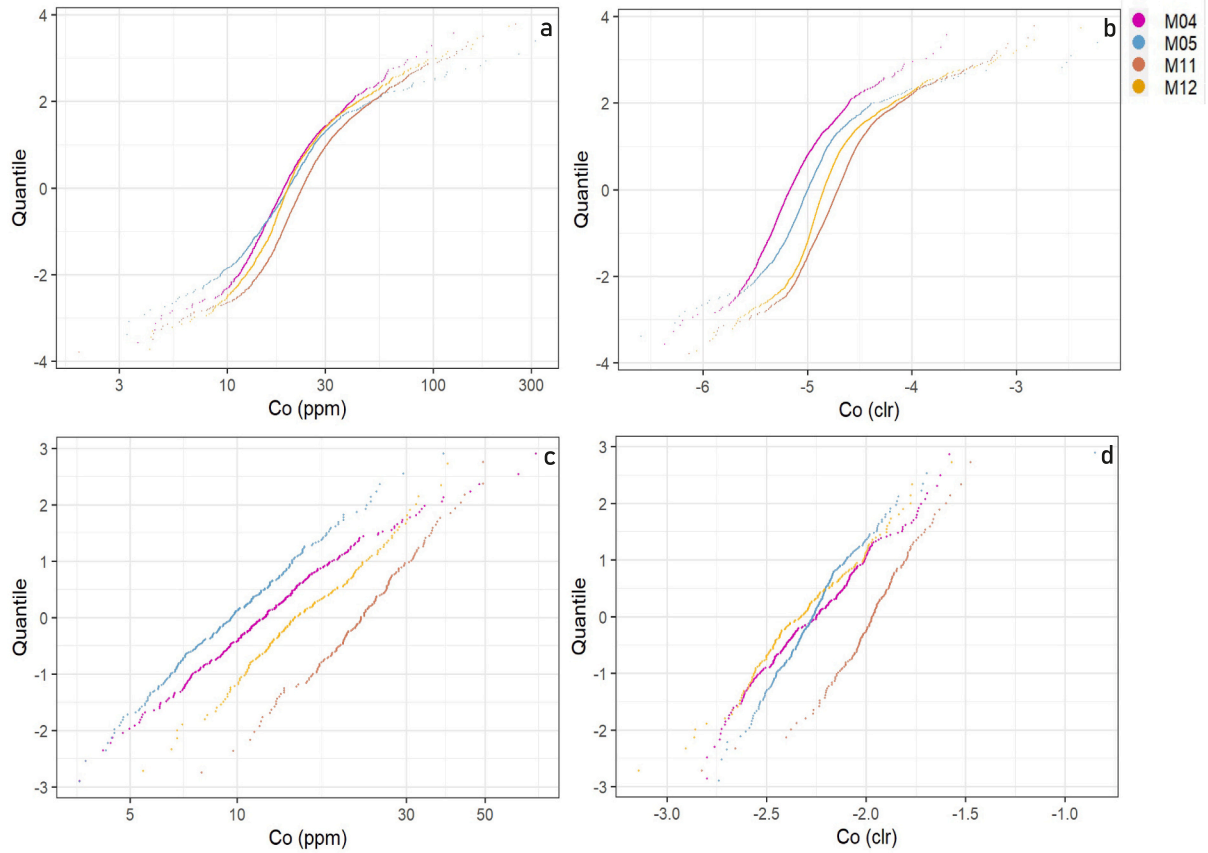 a
4
2
0
-2
-4
Quantile
3 10 30 100 300
Co (ppm)
b
4
2
0
-2
-4
Quantile
-6 -5 -4 -3
Co (clr)
M04
M05
M11
M12
c
3
2
1
0
-1
-2
-3
Quantile
5 10 30 50
Co (ppm)
d
3
2
1
0
-1
-2
-3
Quantile
-3.0 -2.5 -2.0 -1.5 -1.0
Co (clr)